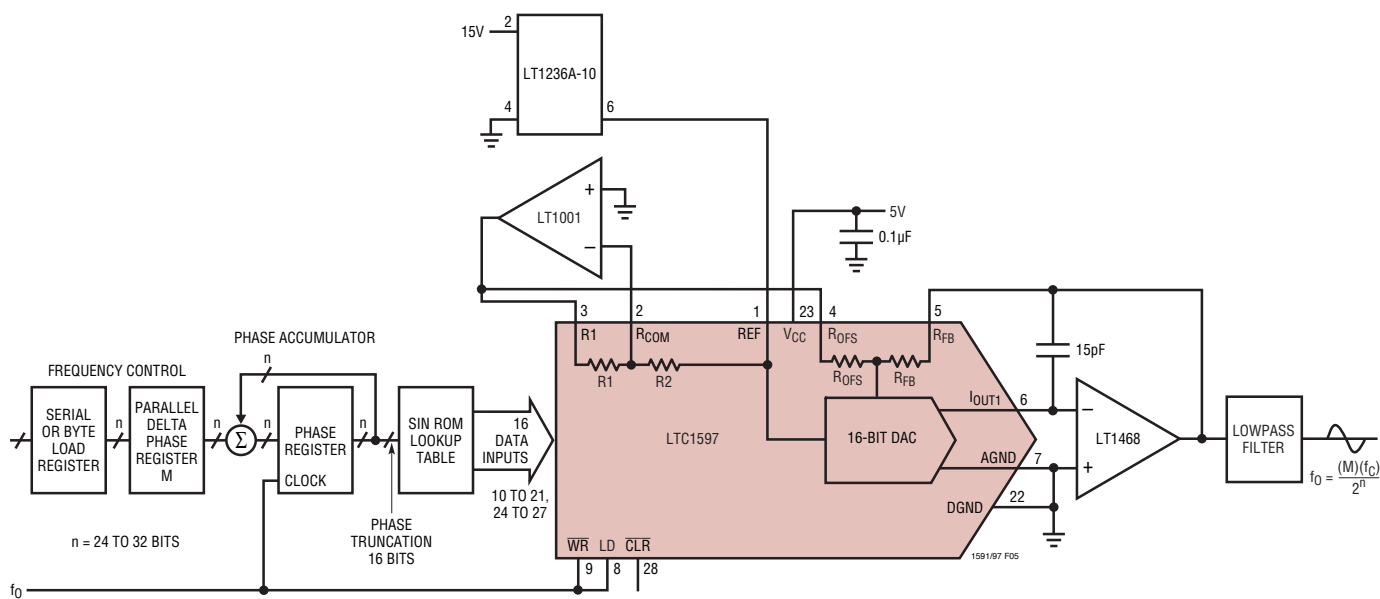 15V
2
LT1236A-10
4
6
+
LT1001
–
5V
0.1µF
3
2
1
23
4
5
R1
RCOM
REF
VCC
ROFS
RFB
R1
R2
ROFS
RFB
15pF
PHASE ACCUMULATOR
n
FREQUENCY CONTROL
SERIAL
OR BYTE
LOAD
REGISTER
n
PARALLEL
DELTA
PHASE
REGISTER
M
n
Σ
n
PHASE
REGISTER
CLOCK
n
SIN ROM
LOOKUP
TABLE
16
DATA
INPUTS
10 TO 21,
24 TO 27
LTC1597
16-BIT DAC
IOUT1
6
AGND
7
DGND
22
–
LT1468
+
LOWPASS
FILTER
fO = (M)(fC)
2n
PHASE
TRUNCATION
16 BITS
n = 24 TO 32 BITS
WR
LD
CLR
9
8
28
1591/97 F05
fO